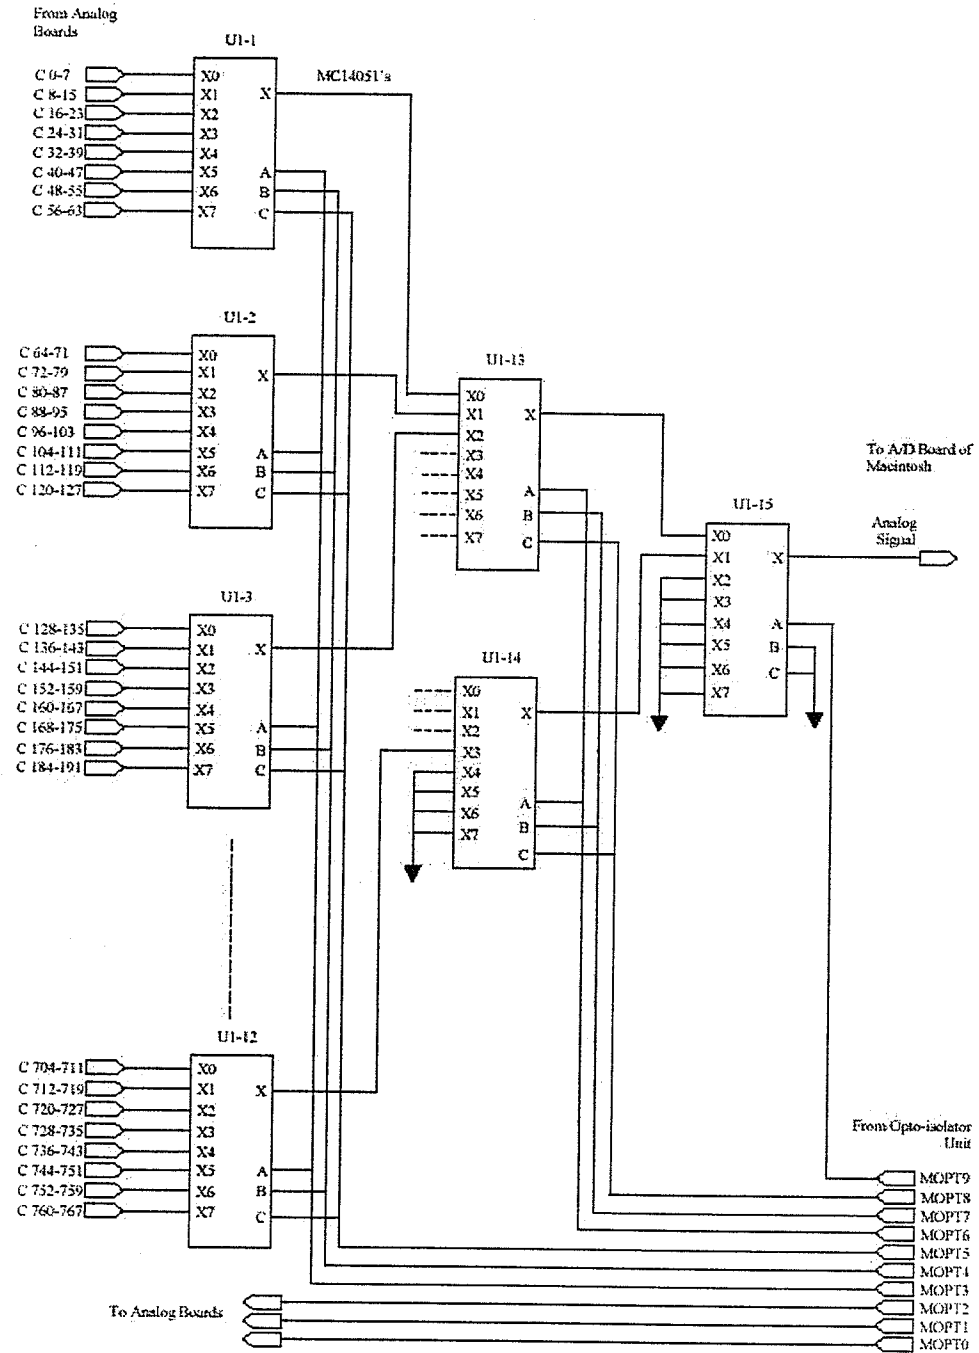 From Analog
Boards
U1-1
MC14051's
C 0-7
C 8-15
C 16-23
C 24-31
C 32-39
C 40-47
C 48-55
C 56-63
X0
X1
X2
X3
X4
X5
X6
X7
X
A
B
C
U1-2
C 64-71
C 72-79
C 80-87
C 88-95
C 96-103
C 104-111
C 112-119
C 120-127
X0
X1
X2
X3
X4
X5
X6
X7
X
A
B
C
U1-3
C 128-135
C 136-143
C 144-151
C 152-159
C 160-167
C 168-175
C 176-183
C 184-191
X0
X1
X2
X3
X4
X5
X6
X7
X
A
B
C
U1-12
C 704-711
C 712-719
C 720-727
C 728-735
C 736-743
C 744-751
C 752-759
C 760-767
X0
X1
X2
X3
X4
X5
X6
X7
X
A
B
C
U1-13
X0
X1
X2
X3
X4
X5
X6
X7
X
A
B
C
U1-14
X0
X1
X2
X3
X4
X5
X6
X7
X
A
B
C
U1-15
X0
X1
X2
X3
X4
X5
X6
X7
X
A
B
C
To A/D Board of
Macintosh
Analog
Signal
From Opto-isolator
Unit
MOPT9
MOPT8
MOPT7
MOPT6
MOPT5
MOPT4
MOPT3
MOPT2
MOPT1
MOPT0
To Analog Boards